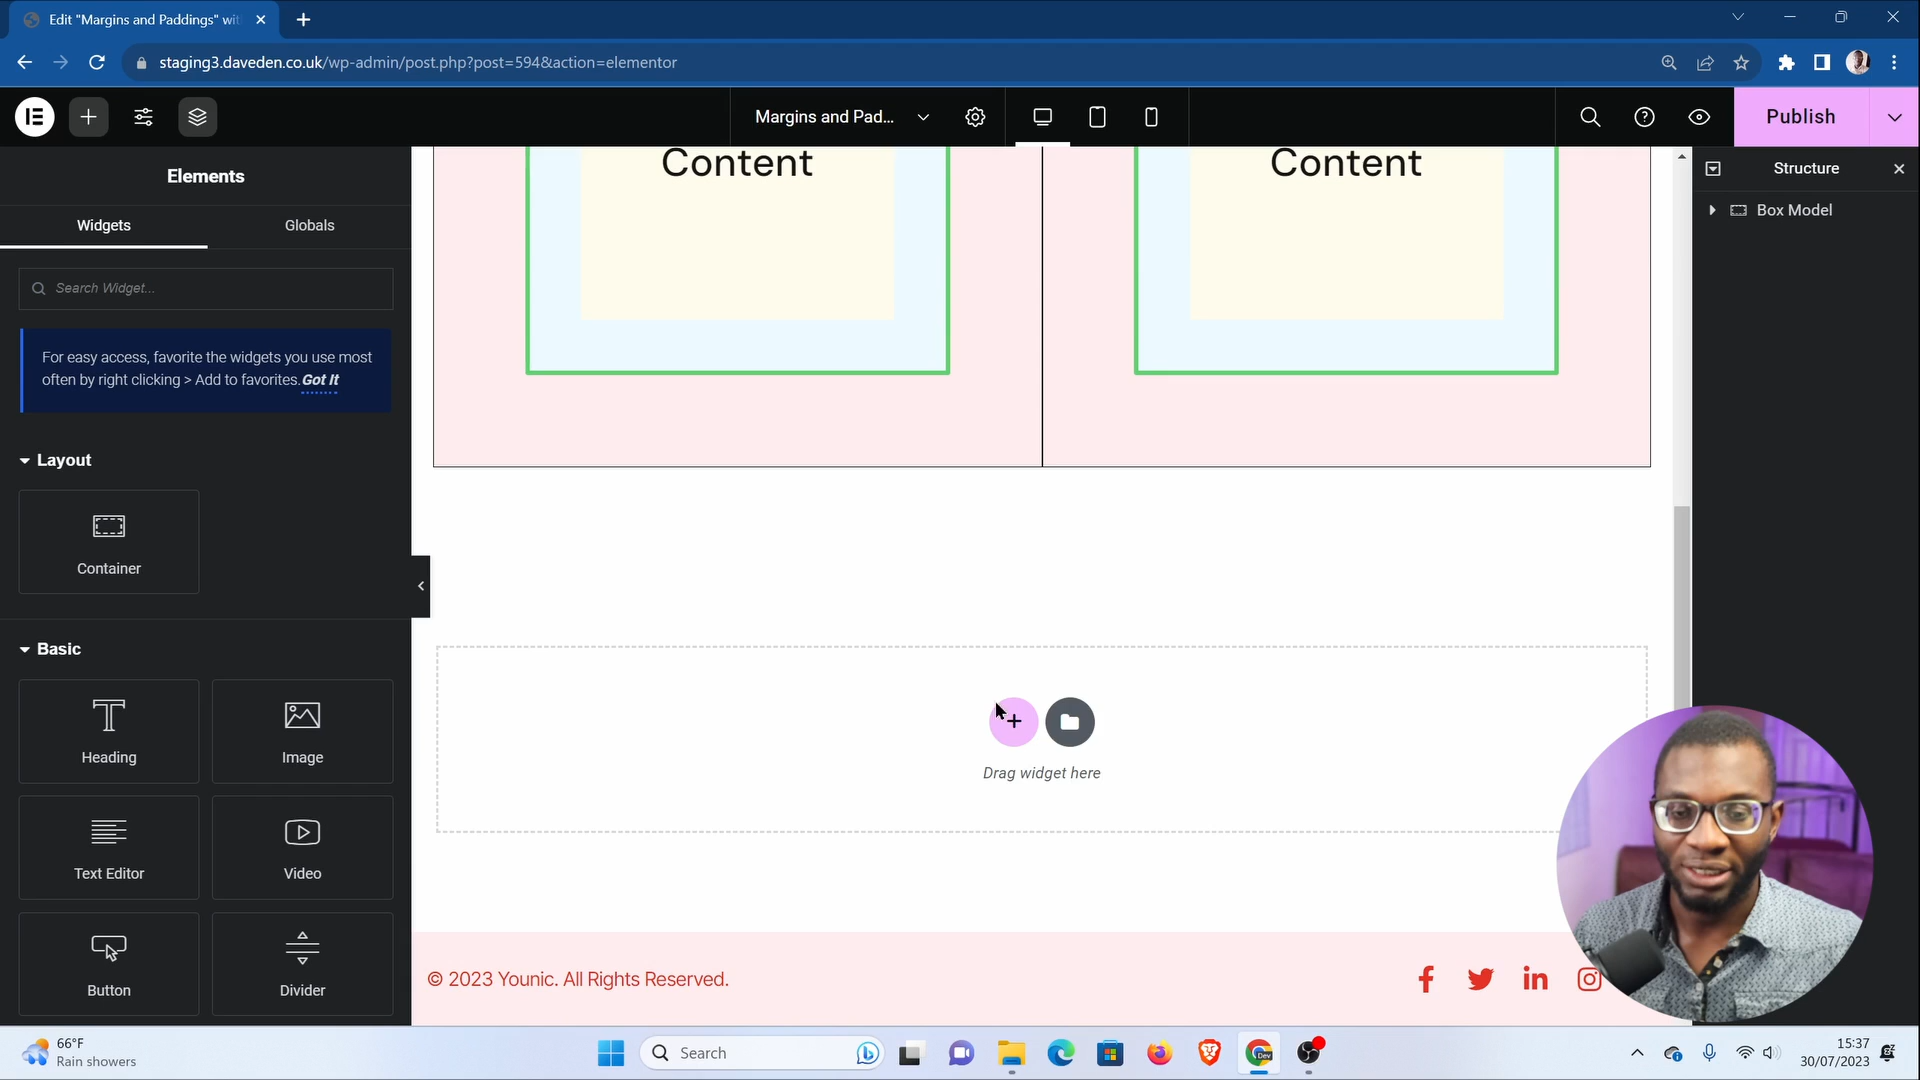 Edit "Margins and Paddings" wit
staging3.daveden.co.uk/wp-admin/post.php?post=594&action=elementor
Margins and Pad...
Publish
Elements
Widgets
Globals
Search Widget...
For easy access, favorite the widgets you use most
often by right clicking > Add to favorites. Got It
Layout
Container
Basic
Heading
Image
Text Editor
Video
Button
Divider
Content
Content
Drag widget here
© 2023 Younic. All Rights Reserved.
Structure
Box Model
66°F
Rain showers
Search
Dev
15:37
30/07/2023